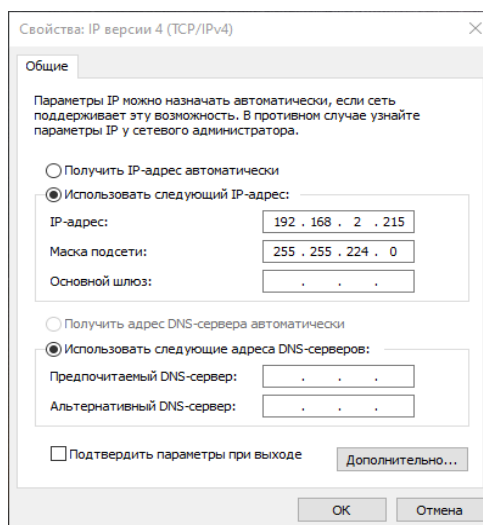 Свойства: IP версии 4 (TCP/IPv4)
Общие
Параметры IP можно назначать автоматически, если сеть
поддерживает эту возможность. В противном случае узнайте
параметры IP у сетевого администратора.
Получить IP-адрес автоматически
Использовать следующий IP-адрес:
IP-адрес: 192 . 168 . 2 . 215
Маска подсети: 255 . 255 . 224 . 0
Основной шлюз: . . .
Получить адрес DNS-сервера автоматически
Использовать следующие адреса DNS-серверов:
Предпочитаемый DNS-сервер: . . .
Альтернативный DNS-сервер: . . .
Подтвердить параметры при выходе
Дополнительно...
ОК Отмена